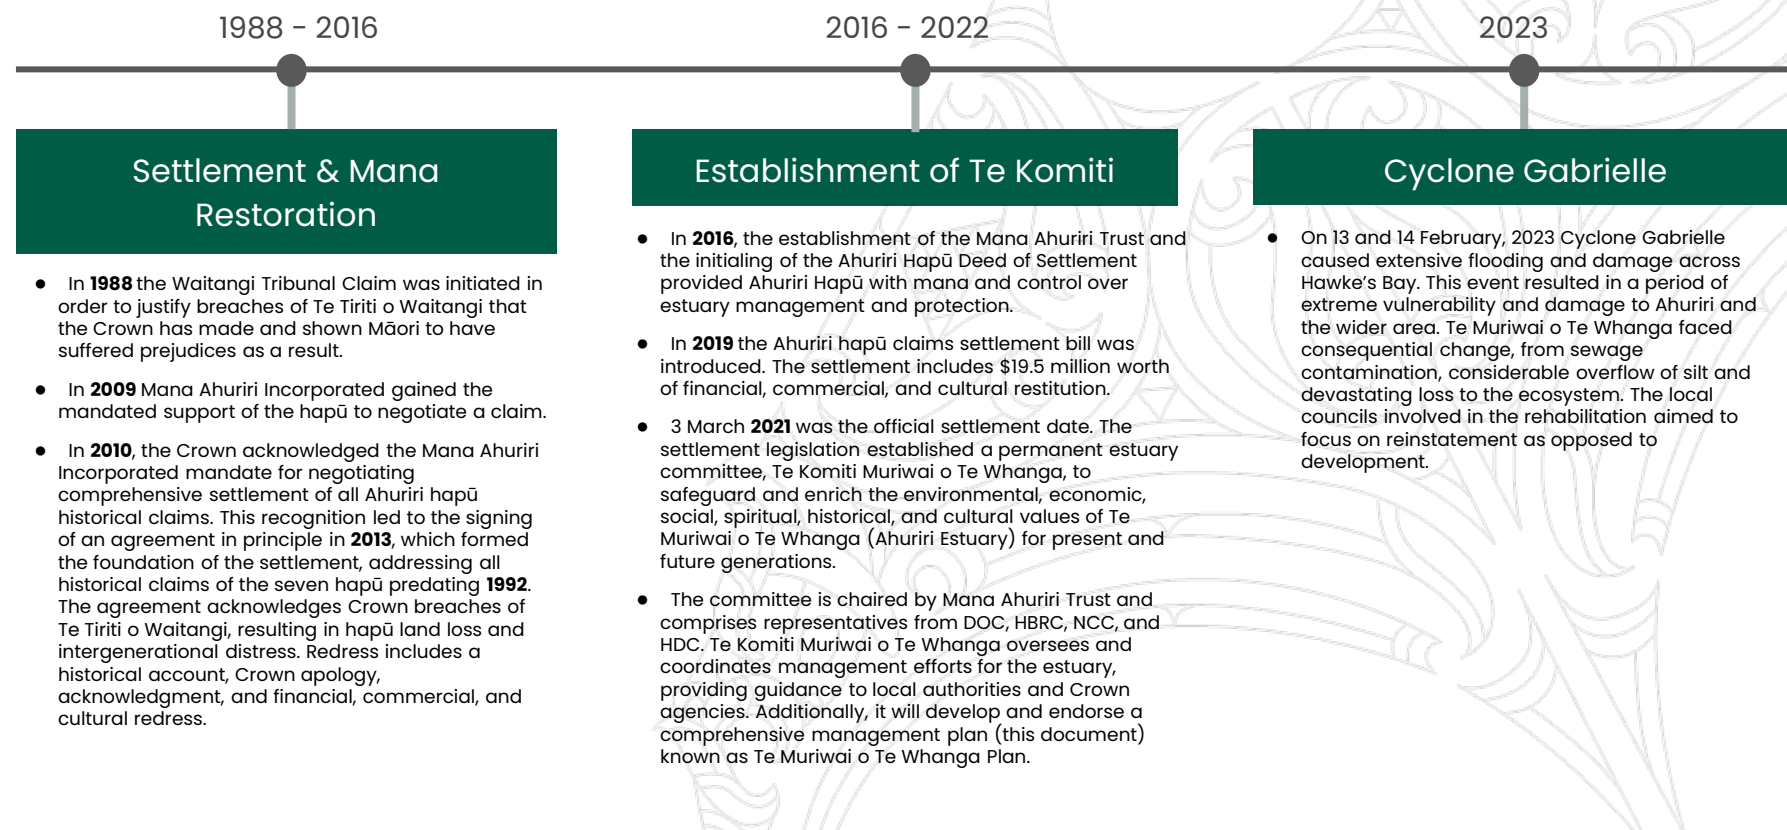 1988 - 2016
Settlement & Mana
Restoration
● In 1988 the Waitangi Tribunal Claim was initiated in
order to justify breaches of Te Tiriti o Waitangi that
the Crown has made and shown Māori to have
suffered prejudices as a result.
● In 2009 Mana Ahuriri Incorporated gained the
mandated support of the hapū to negotiate a claim.
● In 2010, the Crown acknowledged the Mana Ahuriri
Incorporated mandate for negotiating
comprehensive settlement of all Ahuriri hapū
historical claims. This recognition led to the signing
of an agreement in principle in 2013, which formed
the foundation of the settlement, addressing all
historical claims of the seven hapū predating 1992.
The agreement acknowledges Crown breaches of
Te Tiriti o Waitangi, resulting in hapū land loss and
intergenerational distress. Redress includes a
historical account, Crown apology,
acknowledgment, and financial, commercial, and
cultural redress.
2016 - 2022
Establishment of Te Komiti
● In 2016, the establishment of the Mana Ahuriri Trust and
the initialing of the Ahuriri Hapū Deed of Settlement
provided Ahuriri Hapū with mana and control over
estuary management and protection.
● In 2019 the Ahuriri hapū claims settlement bill was
introduced. The settlement includes $19.5 million worth
of financial, commercial, and cultural restitution.
● 3 March 2021 was the official settlement date. The
settlement legislation established a permanent estuary
committee, Te Komiti Muriwai o Te Whanga, to
safeguard and enrich the environmental, economic,
social, spiritual, historical, and cultural values of Te
Muriwai o Te Whanga (Ahuriri Estuary) for present and
future generations.
● The committee is chaired by Mana Ahuriri Trust and
comprises representatives from DOC, HBRC, NCC, and
HDC. Te Komiti Muriwai o Te Whanga oversees and
coordinates management efforts for the estuary,
providing guidance to local authorities and Crown
agencies. Additionally, it will develop and endorse a
comprehensive management plan (this document)
known as Te Muriwai o Te Whanga Plan.
2023
Cyclone Gabrielle
● On 13 and 14 February, 2023 Cyclone Gabrielle
caused extensive flooding and damage across
Hawke's Bay. This event resulted in a period of
extreme vulnerability and damage to Ahuriri and
the wider area. Te Muriwai o Te Whanga faced
consequential change, from sewage
contamination, considerable overflow of silt and
devastating loss to the ecosystem. The local
councils involved in the rehabilitation aimed to
focus on reinstatement as opposed to
development.